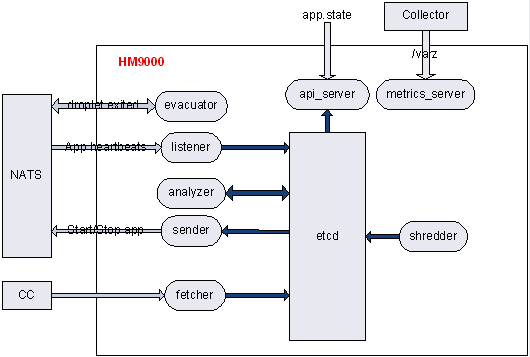 app.state
Collector
/varz
HM9000
api_server
metrics_server
droplet.exited
evacuator
App heartbeats
listener
NATS
analyzer
Start/Stop app
sender
etcd
shredder
CC
fetcher